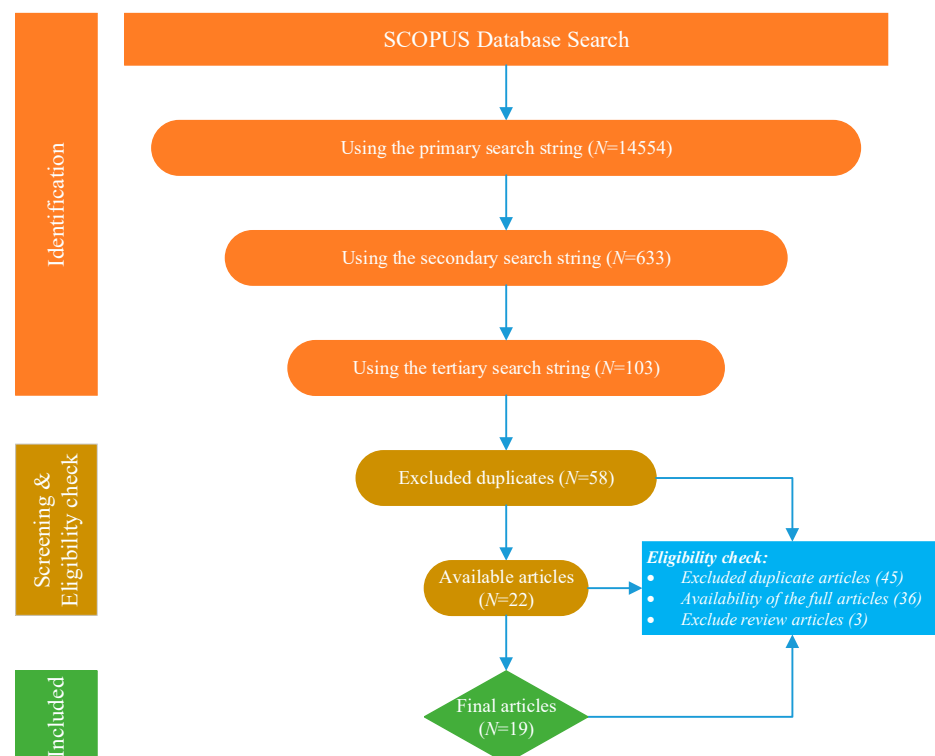 SCOPUS Database Search
Identification
Using the primary search string (N=14554)
Using the secondary search string (N=633)
Using the tertiary search string (N=103)
Screening &
Eligibility check
Excluded duplicates (N=58)
Available articles
(N=22)
Eligibility check:
• Excluded duplicate articles (45)
• Availability of the full articles (36)
• Exclude review articles (3)
Included
Final articles
(N=19)